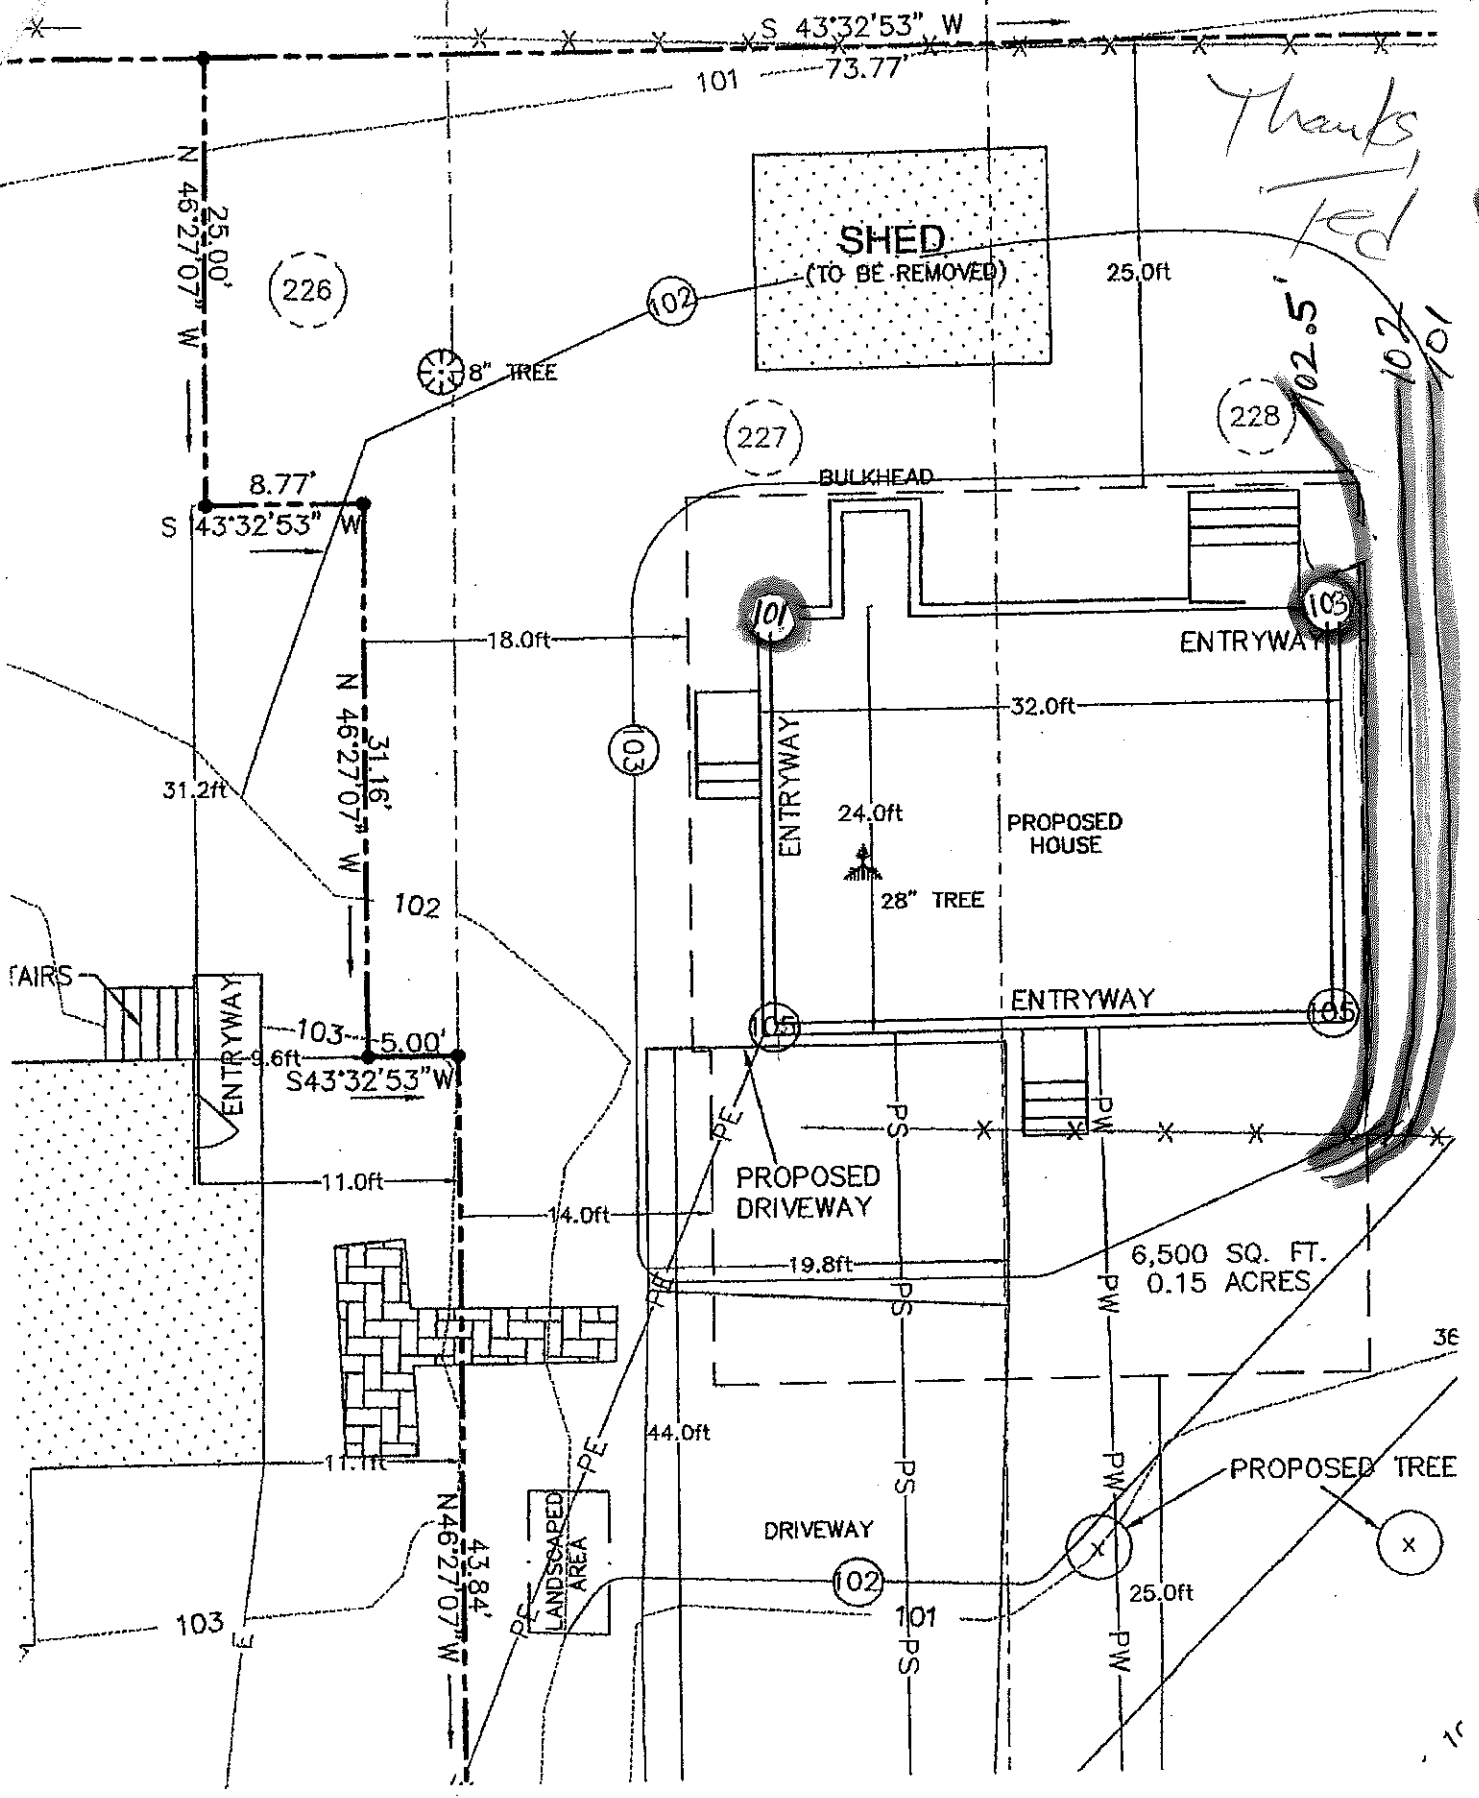 S 43°32'53" W
73.77'
101
Thanks,
Ted
N 46°27'07" W
25.00'
226
102
SHED
(TO BE REMOVED)
25.0ft
102.5'
102
101
8" TREE
227
228
8.77'
S 43°32'53" W
BULKHEAD
101
103
ENTRYWAY
18.0ft
N 46°27'07" W
31.16'
32.0ft
103
ENTRYWAY
31.2ft
24.0ft
PROPOSED
HOUSE
28" TREE
102
TAIRS
ENTRYWAY
103
5.00'
9.6ft
S43°32'53"W
105
ENTRYWAY
105
PE
PS
PW
PROPOSED
DRIVEWAY
11.0ft
14.0ft
6,500 SQ. FT.
0.15 ACRES
19.8ft
PE
PS
PW
36
44.0ft
11.1ft
PE
PS
PW
PROPOSED TREE
N46°27'07"W
43.84'
LANDSCAPED
AREA
DRIVEWAY
102
25.0ft
103
E
PE
101
PS
PW